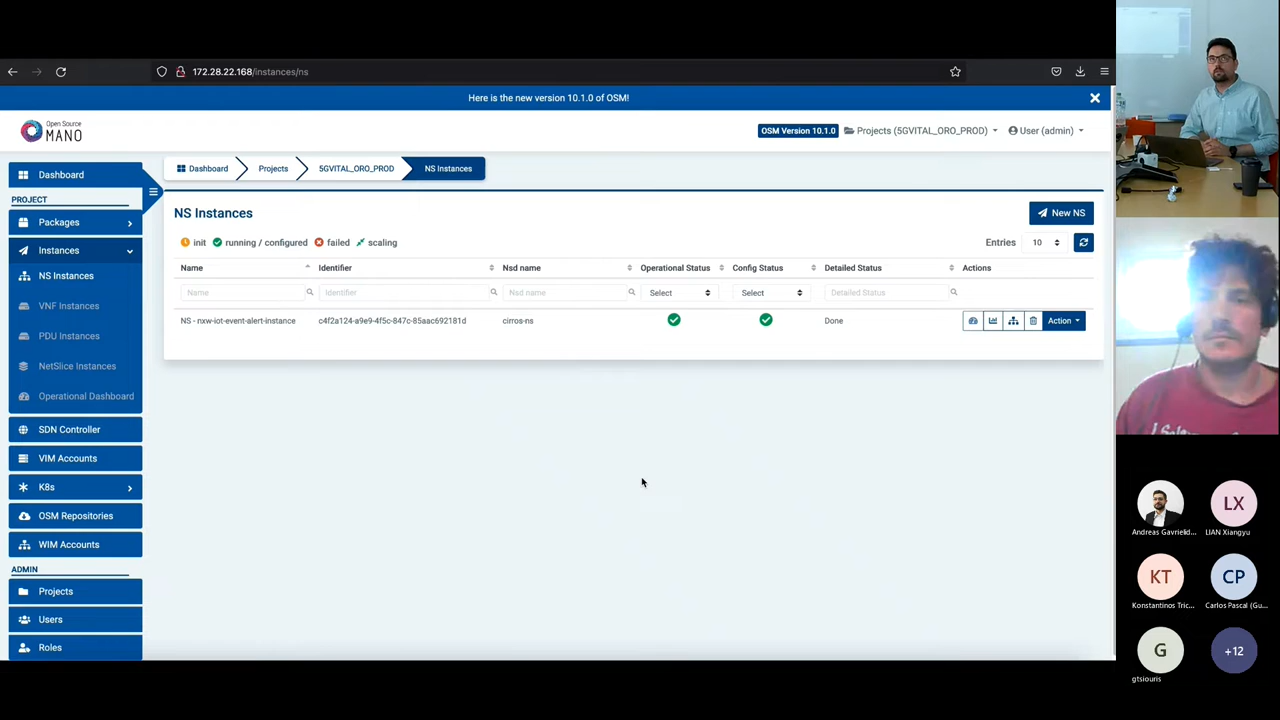 172.28.22.168/instances/ns
Here is the new version 10.1.0 of OSM!
Open Source
MANO
OSM Version 10.1.0
Projects (5GVITAL_ORO_PROD)
User (admin)
Dashboard
Dashboard
Projects
5GVITAL_ORO_PROD
NS Instances
PROJECT
Packages
Instances
NS Instances
VNF Instances
PDU Instances
NetSlice Instances
Operational Dashboard
SDN Controller
VIM Accounts
K8s
OSM Repositories
WIM Accounts
ADMIN
Projects
Users
Roles
NS Instances
New NS
init
running / configured
failed
scaling
Entries
10
Name
Identifier
Nsd name
Operational Status
Config Status
Detailed Status
Actions
Name
Identifier
Nsd name
Select
Select
Detailed Status
NS - nxw-iot-event-alert-instance
c4f2a124-a9e9-4f5c-847c-85aac692181d
cirros-ns
Done
Action
Andreas Gavrielid...
LX
LIAN Xiangyu
KT
Konstantinos Tric...
CP
Carlos Pascal (Gu...
G
gtsiouris
+12